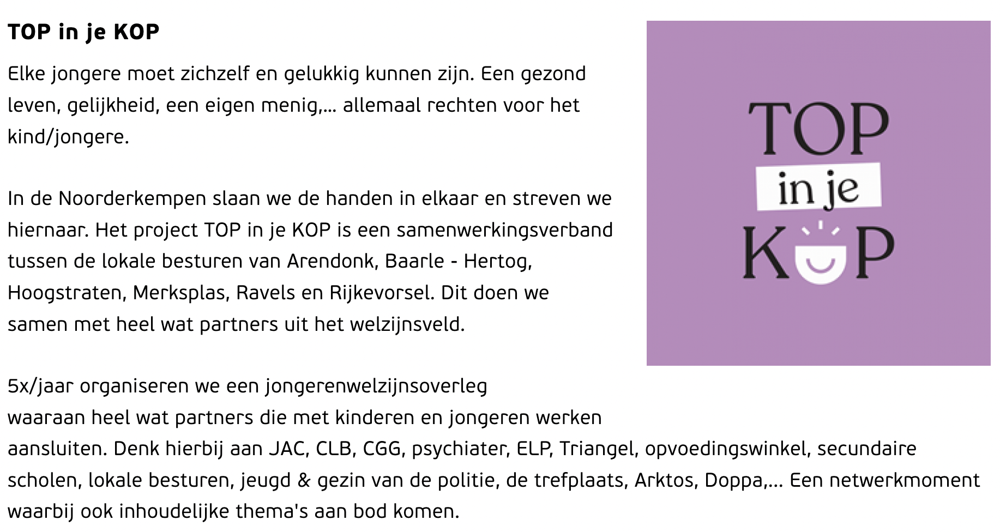 TOP in je KOP
Elke jongere moet zichzelf en gelukkig kunnen zijn. Een gezond
leven, gelijkheid, een eigen menig,... allemaal rechten voor het
kind/jongere.
In de Noorderkempen slaan we de handen in elkaar en streven we
hiernaar. Het project TOP in je KOP is een samenwerkingsverband
tussen de lokale besturen van Arendonk, Baarle - Hertog,
Hoogstraten, Merksplas, Ravels en Rijkevorsel. Dit doen we
samen met heel wat partners uit het welzijnsveld.
5x/jaar organiseren we een jongerenwelzijnsoverleg
waaraan heel wat partners die met kinderen en jongeren werken
aansluiten. Denk hierbij aan JAC, CLB, CGG, psychiater, ELP, Triangel, opvoedingswinkel, secundaire
scholen, lokale besturen, jeugd & gezin van de politie, de trefplaats, Arktos, Doppa,... Een netwerkmoment
waarbij ook inhoudelijke thema's aan bod komen.
TOP
in je
KOP